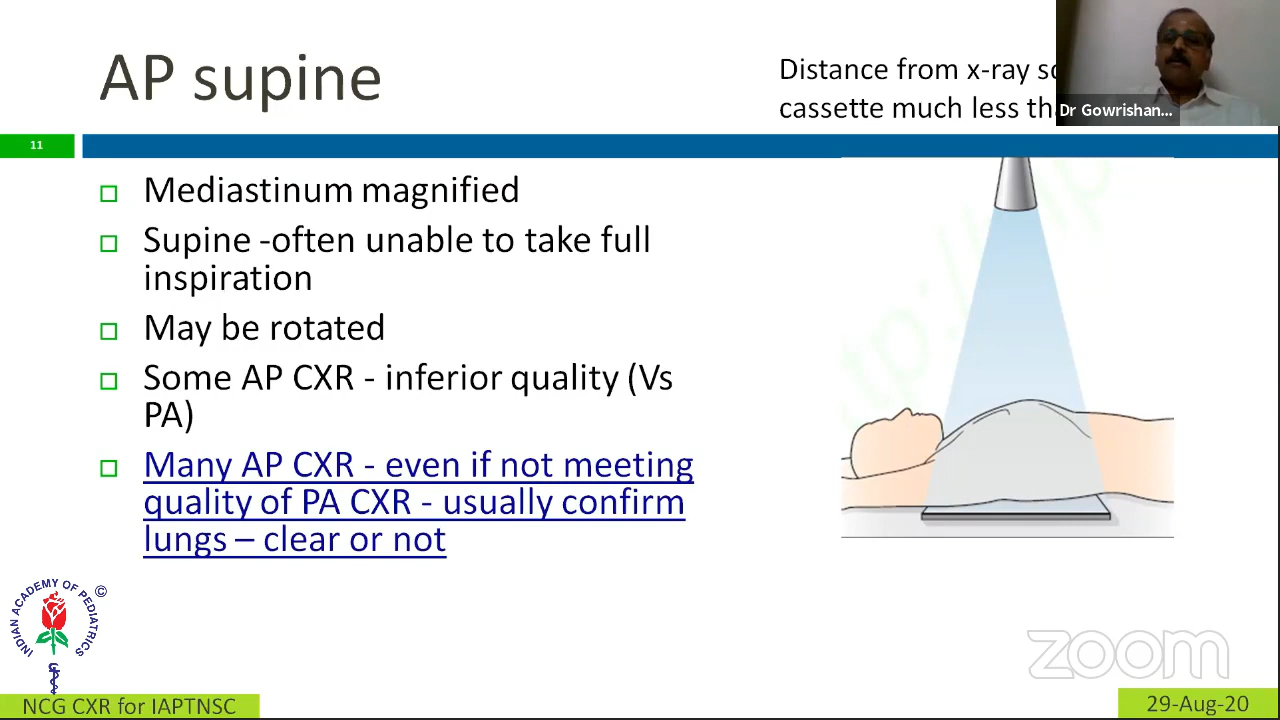 AP supine
Distance from x-ray
cassette much less
Dr Gowrishan...
11
Mediastinum magnified
Supine -often unable to take full
inspiration
May be rotated
Some AP CXR - inferior quality (Vs
PA)
Many AP CXR - even if not meeting
quality of PA CXR - usually confirm
lungs – clear or not
INDIAN ACADEMY OF PEDIATRICS
©
zoom
NCG CXR for IAPTNSC
29-Aug-20